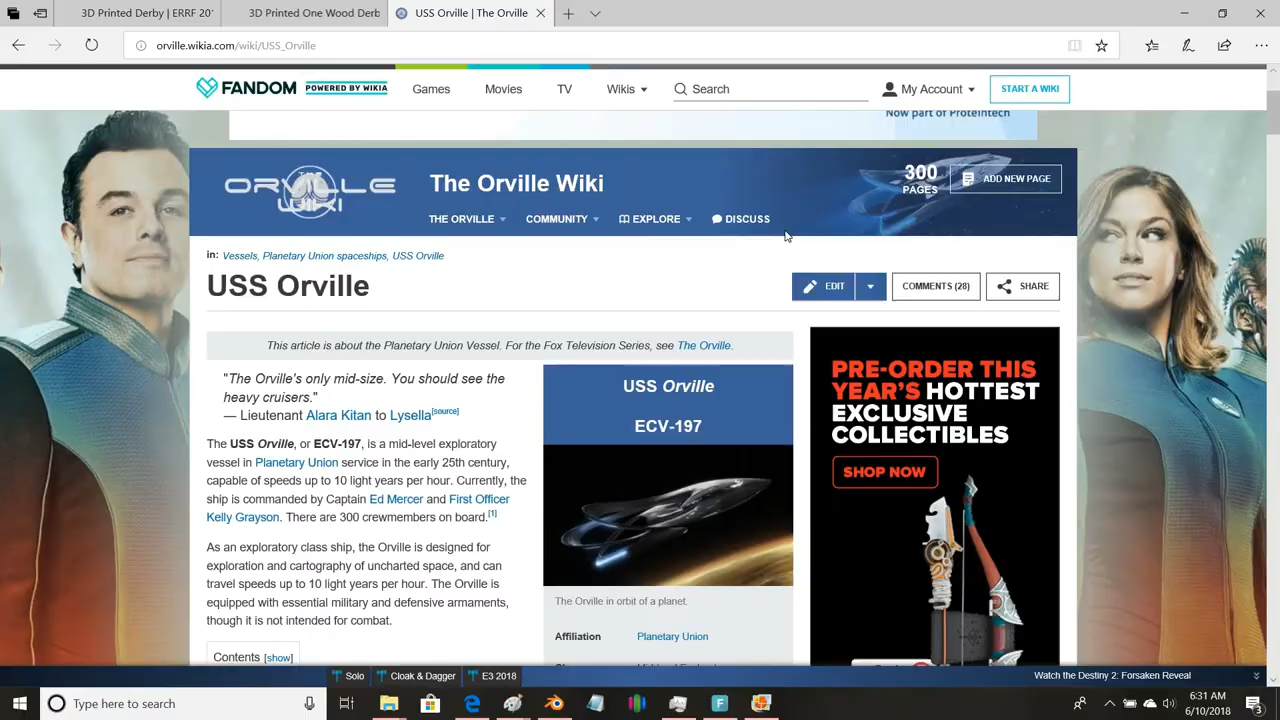 3D Printed Derby | ERRF 20'
3D Printed Derb
USS Orville | The Orville
orville.wikia.com/wiki/USS_Orville
FANDOM POWERED BY WIKIA
Games
Movies
TV
Wikis
Search
My Account
START A WIKI
Now part of Proteintech
ORVILLE
WIKI
The Orville Wiki
300
PAGES
ADD NEW PAGE
THE ORVILLE
COMMUNITY
EXPLORE
DISCUSS
in: Vessels, Planetary Union spaceships, USS Orville
USS Orville
EDIT
COMMENTS (28)
SHARE
This article is about the Planetary Union Vessel. For the Fox Television Series, see The Orville.
"The Orville's only mid-size. You should see the
heavy cruisers."
— Lieutenant Alara Kitan to Lysella[source]
The USS Orville, or ECV-197, is a mid-level exploratory
vessel in Planetary Union service in the early 25th century,
capable of speeds up to 10 light years per hour. Currently, the
ship is commanded by Captain Ed Mercer and First Officer
Kelly Grayson. There are 300 crewmembers on board.[1]
As an exploratory class ship, the Orville is designed for
exploration and cartography of uncharted space, and can
travel speeds up to 10 light years per hour. The Orville is
equipped with essential military and defensive armaments,
though it is not intended for combat.
Contents [show]
USS Orville
ECV-197
The Orville in orbit of a planet.
Affiliation
Planetary Union
PRE-ORDER THIS
YEAR'S HOTTEST
EXCLUSIVE
COLLECTIBLES
SHOP NOW
Solo
Cloak & Dagger
E3 2018
Watch the Destiny 2: Forsaken Reveal
Type here to search
6:31 AM
6/10/2018
3